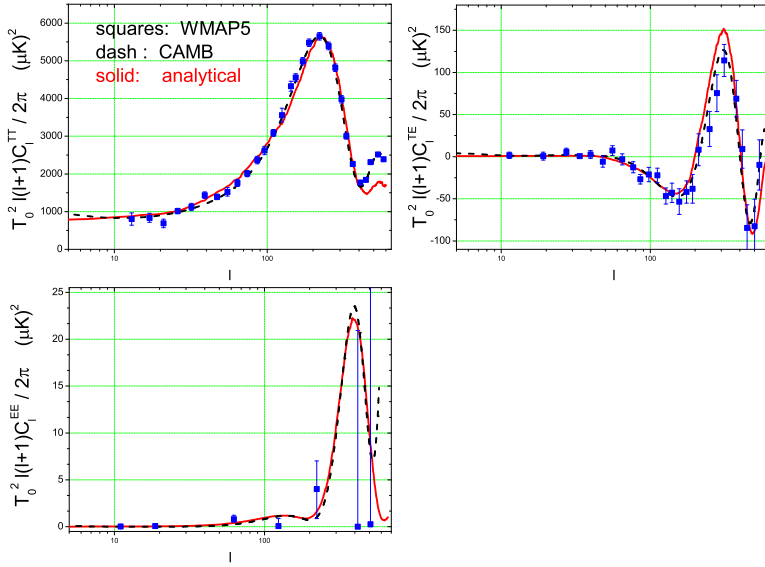 squares: WMAP5
dash : CAMB
solid: analytical
T₀² l(l+1)C_l^TT / 2π (μK)²
6000
5000
4000
3000
2000
1000
0
10
100
l
T₀² l(l+1)C_l^TE / 2π (μK)²
150
100
50
0
-50
-100
10
100
l
T₀² l(l+1)C_l^EE / 2π (μK)²
25
20
15
10
5
0
10
100
l